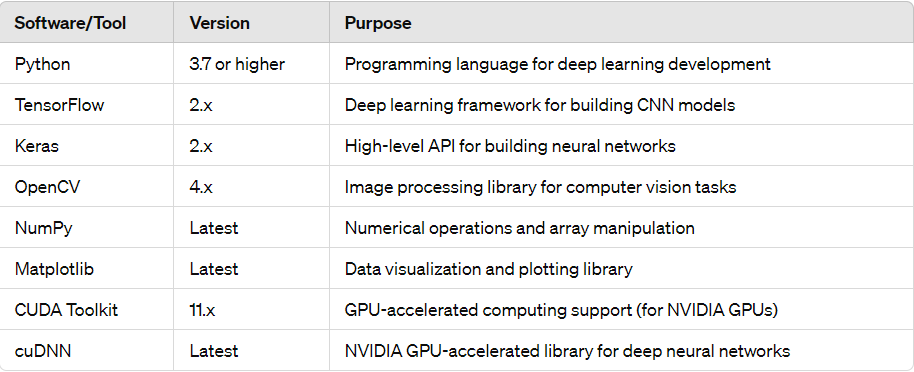 Software/Tool Version Purpose
Python 3.7 or higher Programming language for deep learning development
TensorFlow 2.x Deep learning framework for building CNN models
Keras 2.x High-level API for building neural networks
OpenCV 4.x Image processing library for computer vision tasks
NumPy Latest Numerical operations and array manipulation
Matplotlib Latest Data visualization and plotting library
CUDA Toolkit 11.x GPU-accelerated computing support (for NVIDIA GPUs)
cuDNN Latest NVIDIA GPU-accelerated library for deep neural networks